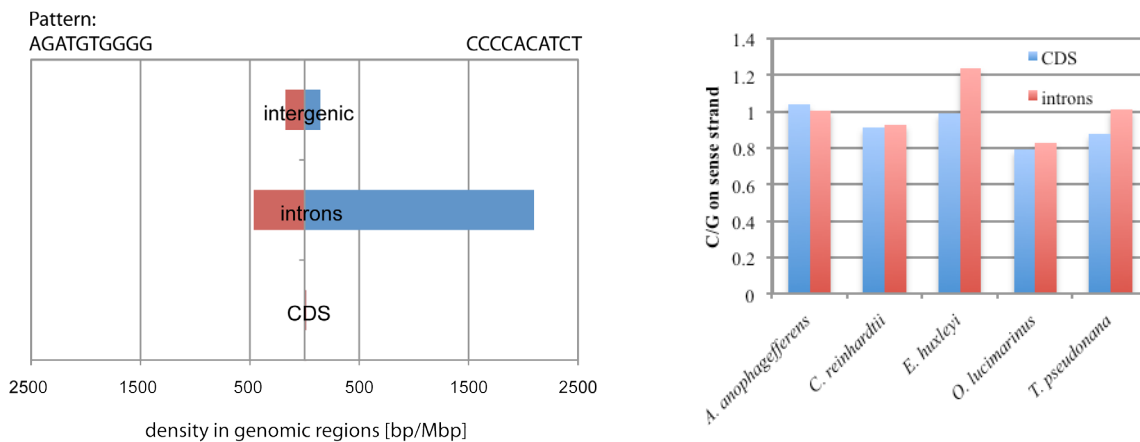 Pattern:
AGATGTGGGG CCCCACATCT
intergenic
introns
CDS
2500 1500 500 500 1500 2500
density in genomic regions [bp/Mbp]
C/G on sense strand
1.4
1.2
1
0.8
0.6
0.4
0.2
0
CDS
introns
A. anophagefferens
C. reinhardtii
E. huxleyi
O. lucimarinus
T. pseudonana